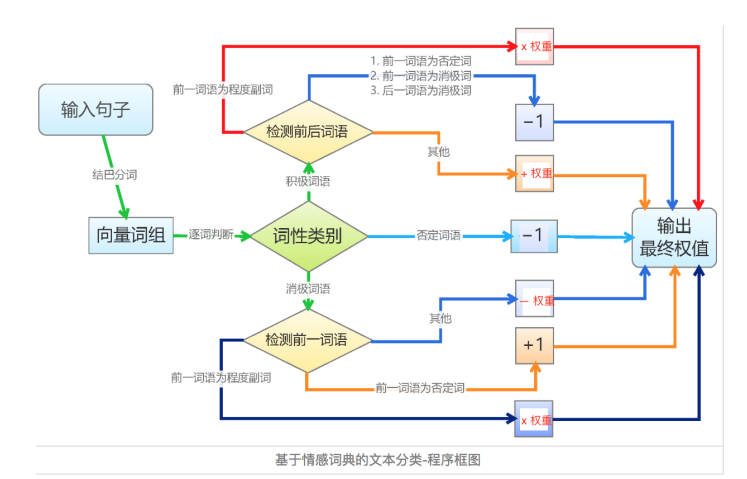 × 权重
1. 前一词语为否定词
2. 前一词语为消极词
3. 后一词语为消极词
前一词语为程度副词
输入句子
检测前后词语
−1
其他
结巴分词
+ 权重
积极词语
向量词组
逐词判断
词性类别
否定词语
−1
输出
最终权值
消极词语
— 权重
其他
检测前一词语
+1
前一词语为程度副词
前一词语为否定词
× 权重
基于情感词典的文本分类-程序框图